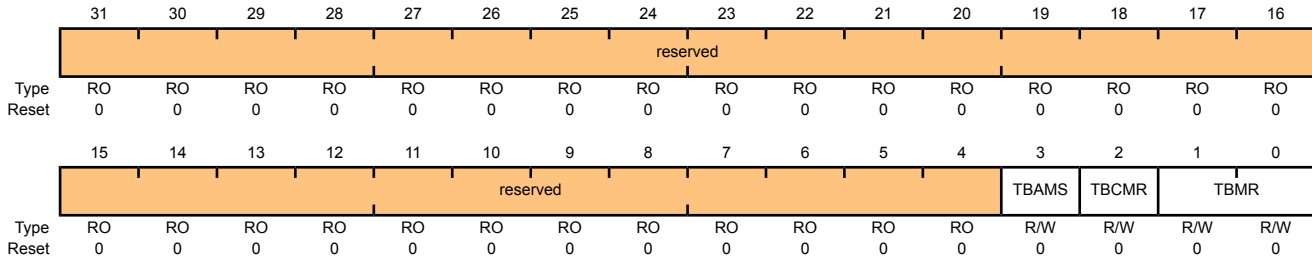 31 30 29 28 27 26 25 24 23 22 21 20 19 18 17 16
reserved
Type RO RO RO RO RO RO RO RO RO RO RO RO RO RO RO RO
Reset 0 0 0 0 0 0 0 0 0 0 0 0 0 0 0 0
15 14 13 12 11 10 9 8 7 6 5 4 3 2 1 0
reserved TBAMS TBCMR TBMR
Type RO RO RO RO RO RO RO RO RO RO RO RO R/W R/W R/W R/W
Reset 0 0 0 0 0 0 0 0 0 0 0 0 0 0 0 0